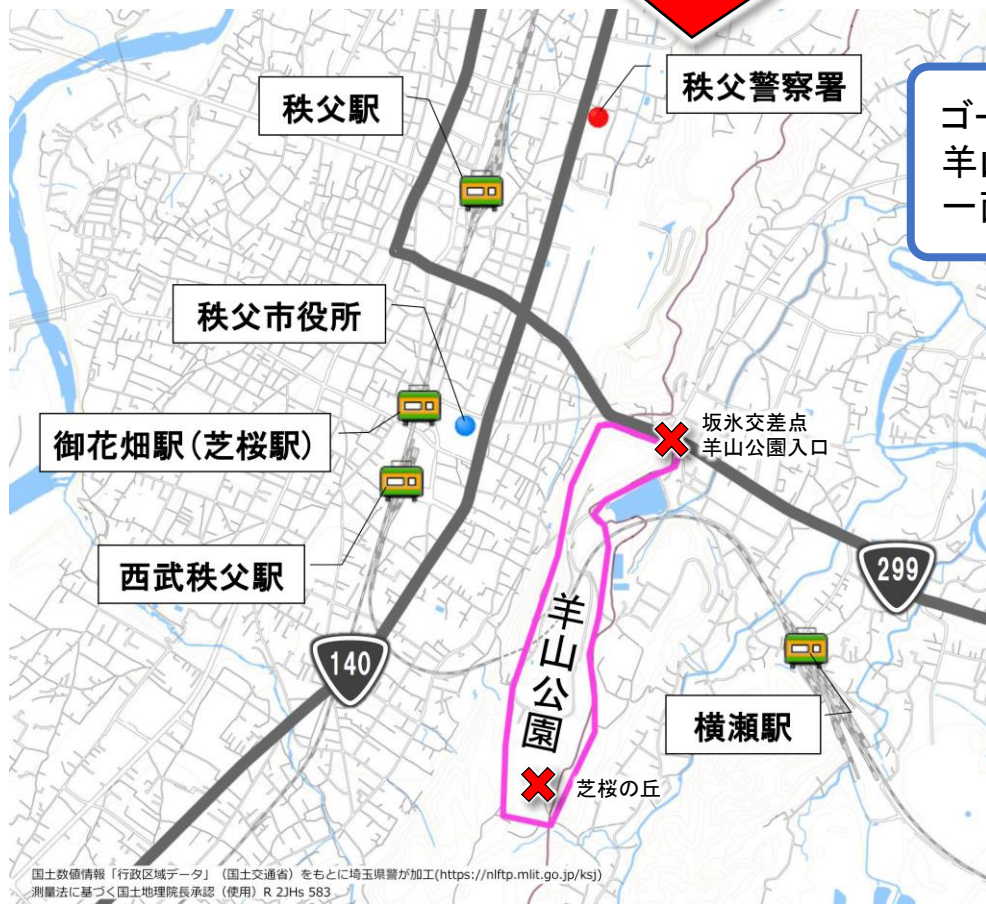 秩父警察署
秩父駅
ゴー
羊山
秩父市役所
御花畑駅(芝桜駅)
坂氷交差点
羊山公園入口
西武秩父駅
299
羊山公園
140
横瀬駅
芝桜の丘
国土数値情報「行政区域データ」(国土交通省)をもとに埼玉県警が加工(https://nlftp.mlit.go.jp/ksj)
測量法に基づく国土地理院長承認(使用)R 2JHs 583